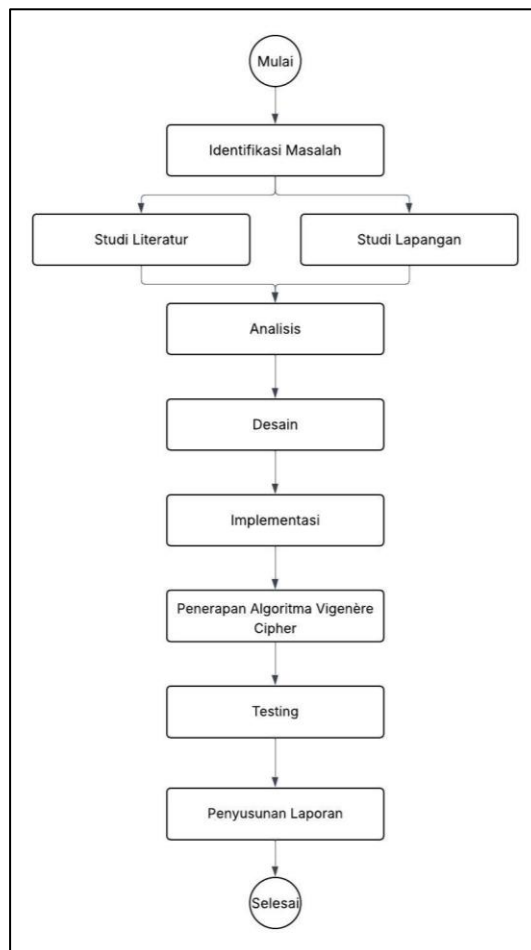 Mulai
Identifikasi Masalah
Studi Literatur
Studi Lapangan
Analisis
Desain
Implementasi
Penerapan Algoritma Vigenère
Cipher
Testing
Penyusunan Laporan
Selesai